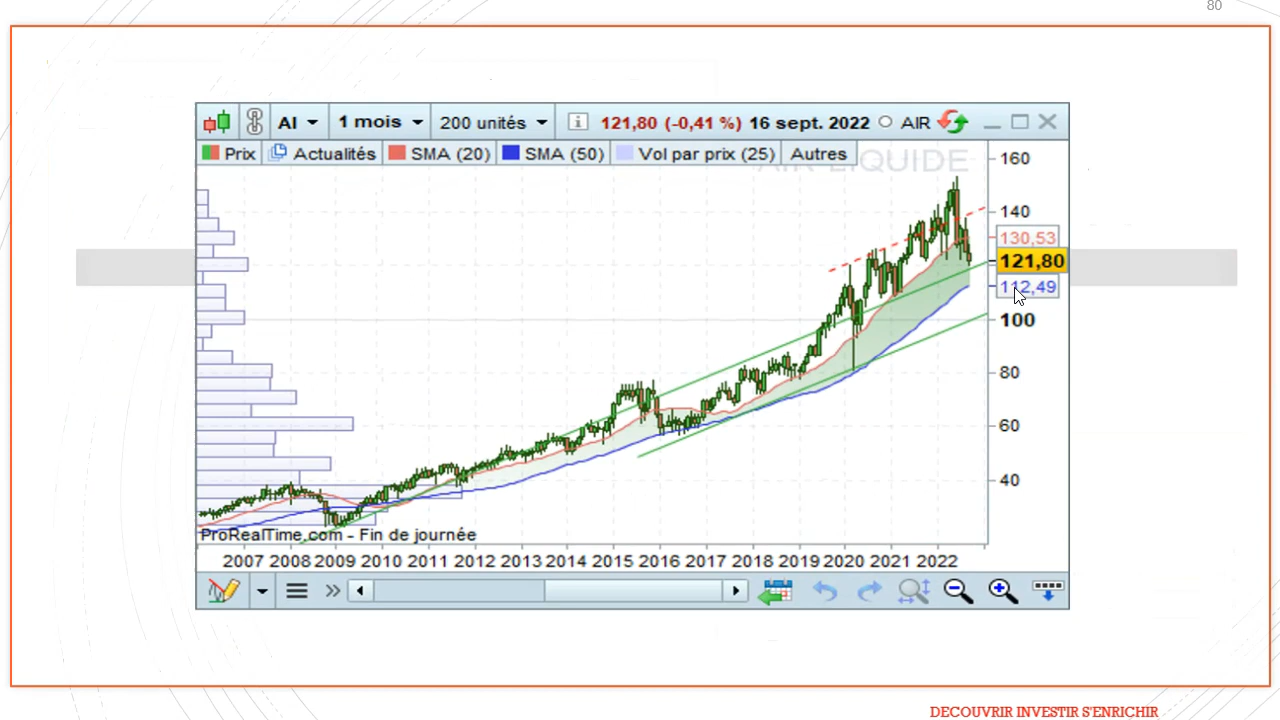 80
AI 1 mois 200 unités 121,80 (-0,41 %) 16 sept. 2022 AIR
Prix Actualités SMA (20) SMA (50) Vol par prix (25) Autres
AIR LIQUIDE
160
140
130,53
121,80
112,49
100
80
60
40
ProRealTime.com - Fin de journée
2007 2008 2009 2010 2011 2012 2013 2014 2015 2016 2017 2018 2019 2020 2021 2022
DECOUVRIR INVESTIR S'ENRICHIR